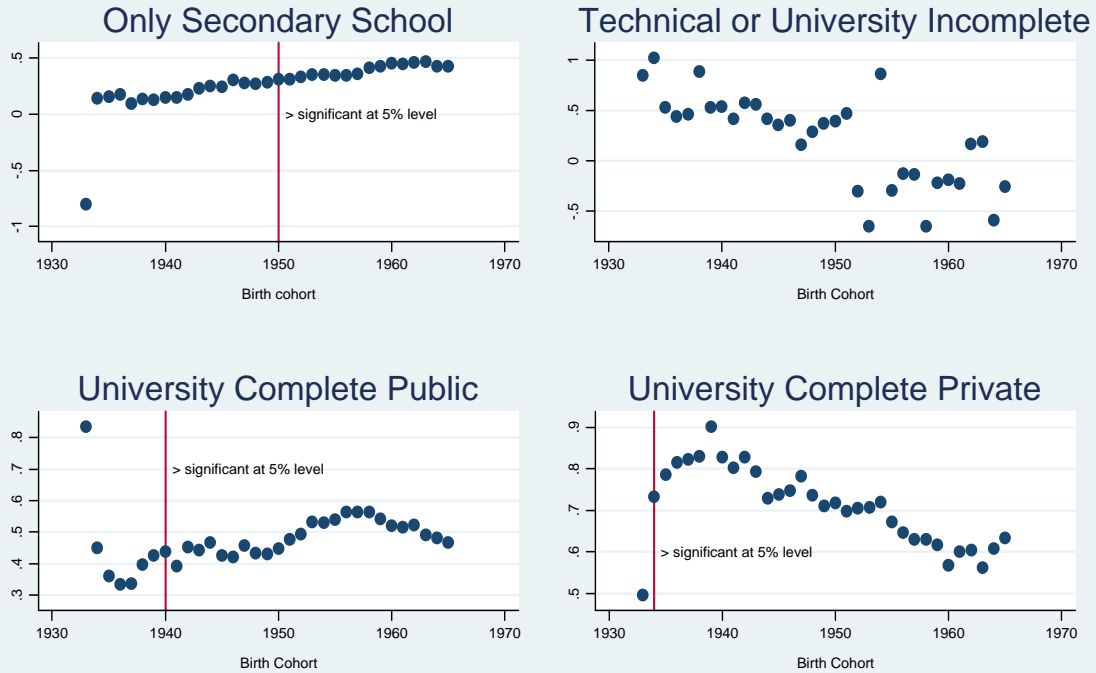 Only Secondary School
.5
0
-.5
-1
> significant at 5% level
1930 1940 1950 1960 1970
Birth cohort
Technical or University Incomplete
1
.5
0
-.5
1930 1940 1950 1960 1970
Birth Cohort
University Complete Public
.8
.7
.6
.5
.4
.3
> significant at 5% level
1930 1940 1950 1960 1970
Birth Cohort
University Complete Private
.9
.8
.7
.6
.5
> significant at 5% level
1930 1940 1950 1960 1970
Birth Cohort